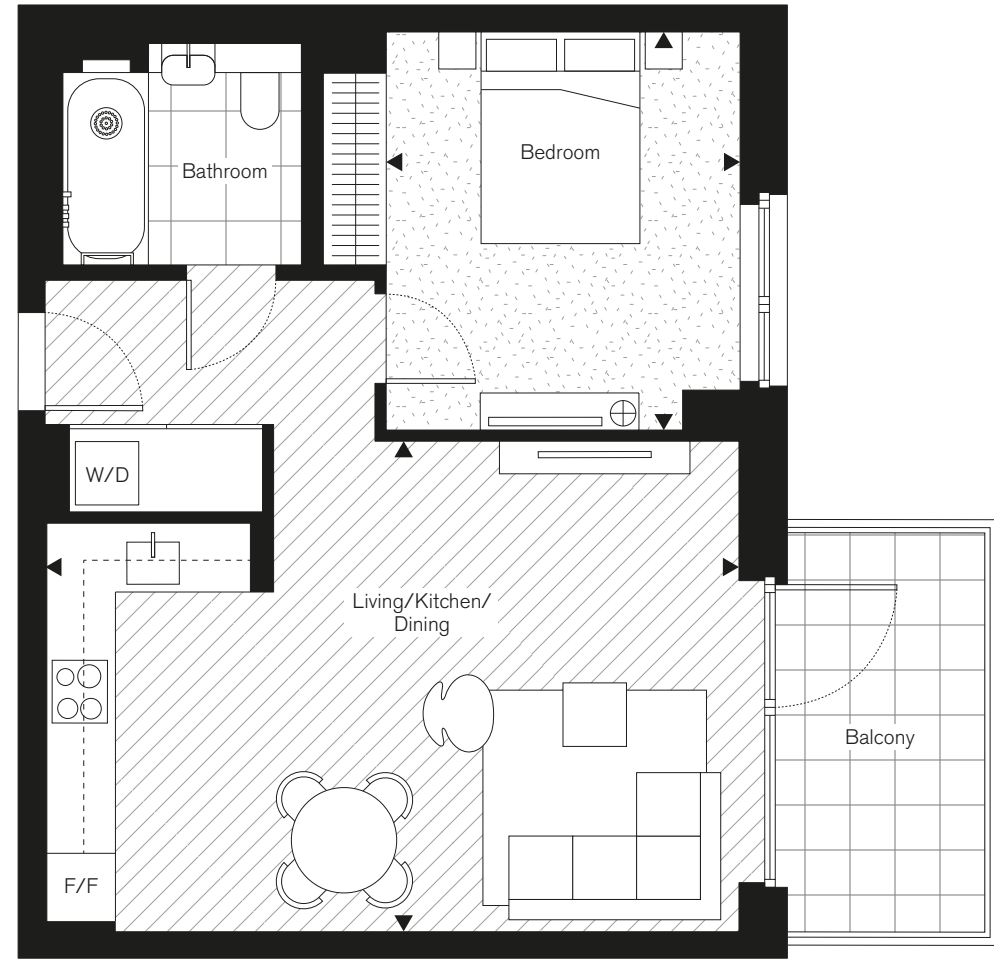 Bathroom
Bedroom
W/D
Living/Kitchen/
Dining
Balcony
F/F